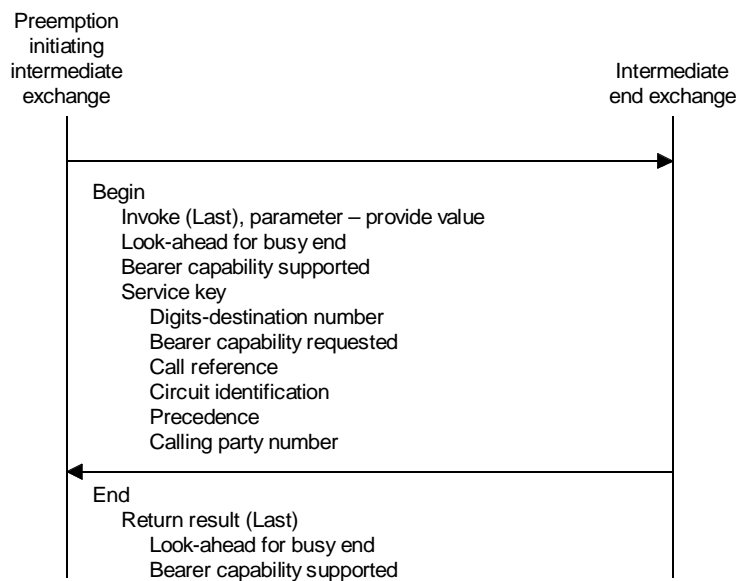 Preemption
initiating
intermediate
exchange
Intermediate
end exchange
Begin
Invoke (Last), parameter – provide value
Look-ahead for busy end
Bearer capability supported
Service key
Digits-destination number
Bearer capability requested
Call reference
Circuit identification
Precedence
Calling party number
End
Return result (Last)
Look-ahead for busy end
Bearer capability supported